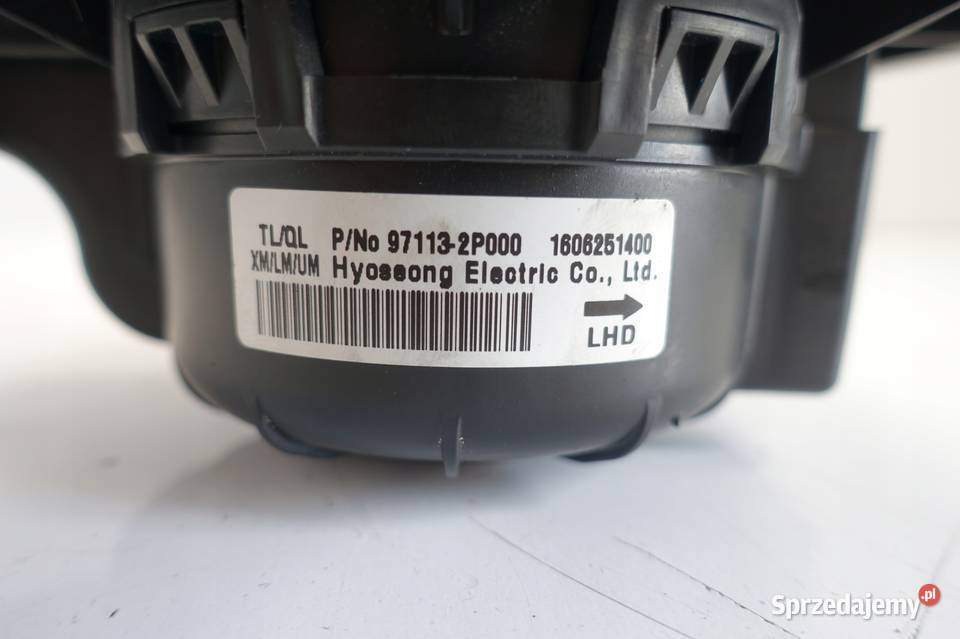 TL/QL P/No 97113-2P000 1606251400
XM/LM/UM Hyoseong Electric Co., Ltd.
LHD
Sprzedajemy.pl